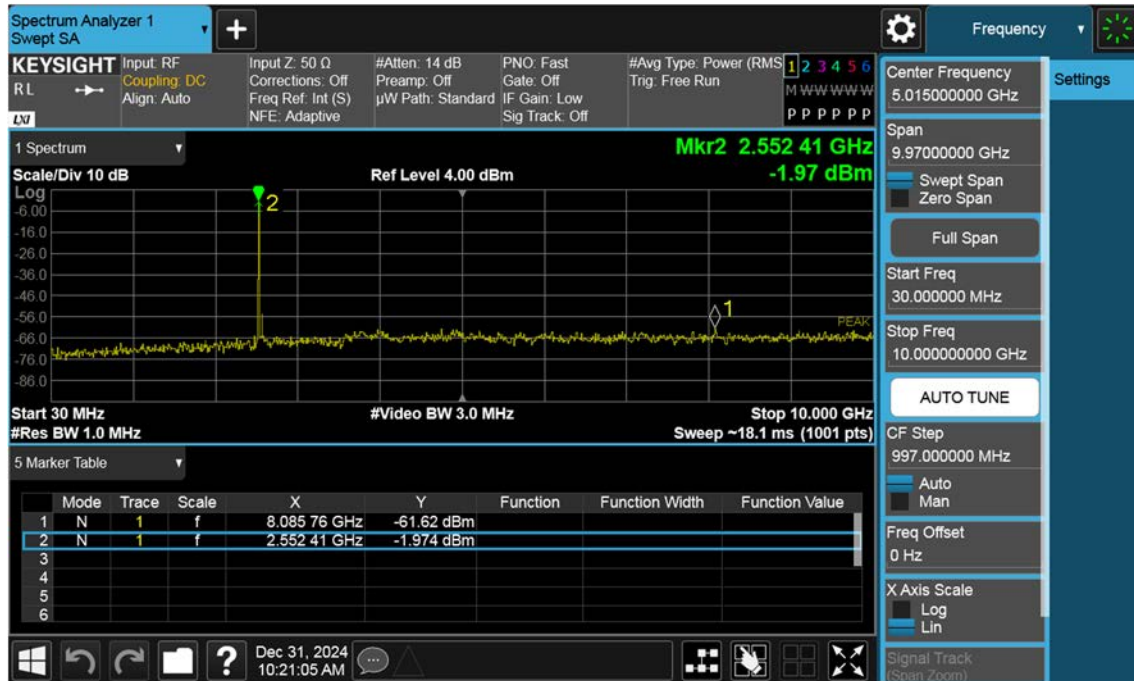 Spectrum Analyzer 1
Swept SA
Frequency
KEYSIGHT
RL
LXI
Input: RF
Coupling: DC
Align: Auto
Input Z: 50 Ω
Corrections: Off
Freq Ref: Int (S)
NFE: Adaptive
#Atten: 14 dB
Preamp: Off
µW Path: Standard
PNO: Fast
Gate: Off
IF Gain: Low
Sig Track: Off
#Avg Type: Power (RMS
Trig: Free Run
1 2 3 4 5 6
M W W W W W
P P P P P P
1 Spectrum
Mkr2 2.552 41 GHz
Scale/Div 10 dB
Ref Level 4.00 dBm
-1.97 dBm
Log
-6.00
-16.0
-26.0
-36.0
-46.0
-56.0
-66.0
-76.0
-86.0
2
1
PEAK
Start 30 MHz
#Video BW 3.0 MHz
Stop 10.000 GHz
#Res BW 1.0 MHz
Sweep ~18.1 ms (1001 pts)
5 Marker Table
Mode Trace Scale X Y Function Function Width Function Value
1 N 1 f 8.085 76 GHz -61.62 dBm
2 N 1 f 2.552 41 GHz -1.974 dBm
3
4
5
6
Dec 31, 2024
10:21:05 AM
Center Frequency
5.015000000 GHz
Settings
Span
9.97000000 GHz
Swept Span
Zero Span
Full Span
Start Freq
30.000000 MHz
Stop Freq
10.000000000 GHz
AUTO TUNE
CF Step
997.000000 MHz
Auto
Man
Freq Offset
0 Hz
X Axis Scale
Log
Lin
Signal Track
(Span Zoom)